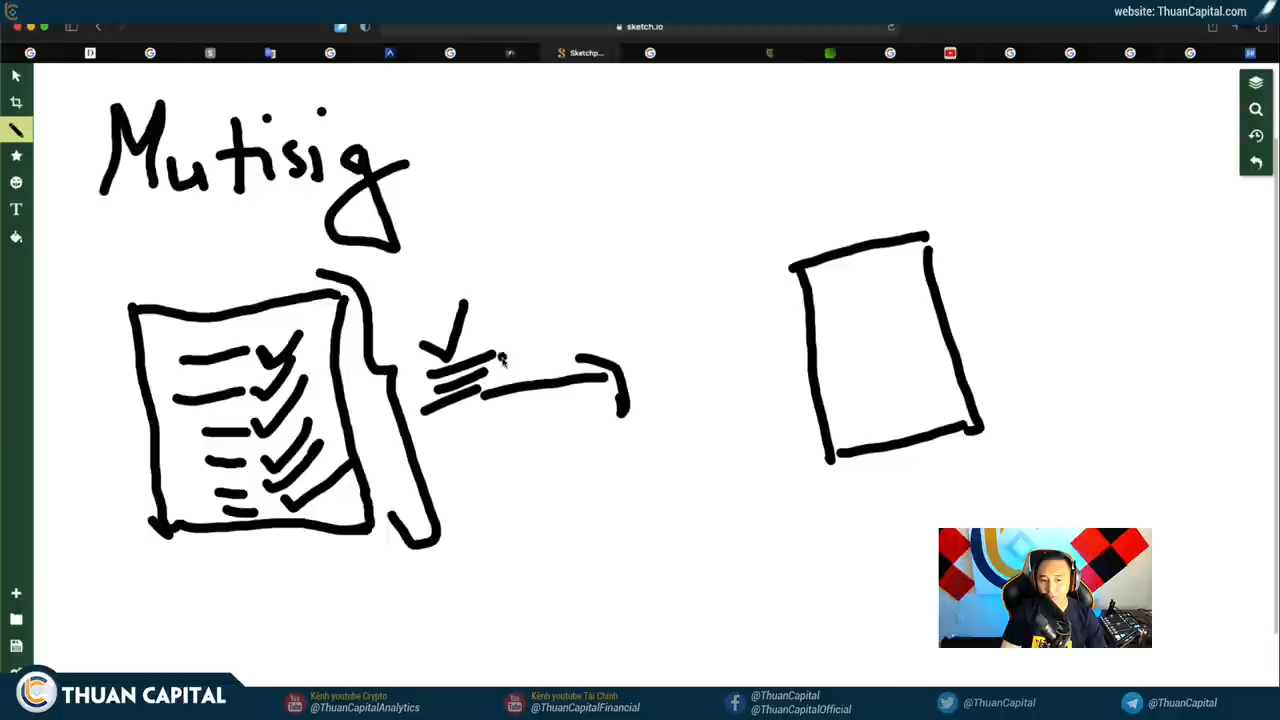 website: ThuanCapital.com
sketch.io
Sketchp...
Mutisig
THUAN CAPITAL
Kênh youtube Crypto
@ThuanCapitalAnalytics
Kênh youtube Tài Chính
@ThuanCapitalFinancial
@ThuanCapital
@ThuanCapitalOfficial
@ThuanCapital
@ThuanCapital